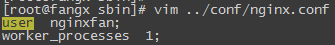 [root@fangx sbin]# vim ../conf/nginx.conf
user  nginxfan;
worker_processes  1;